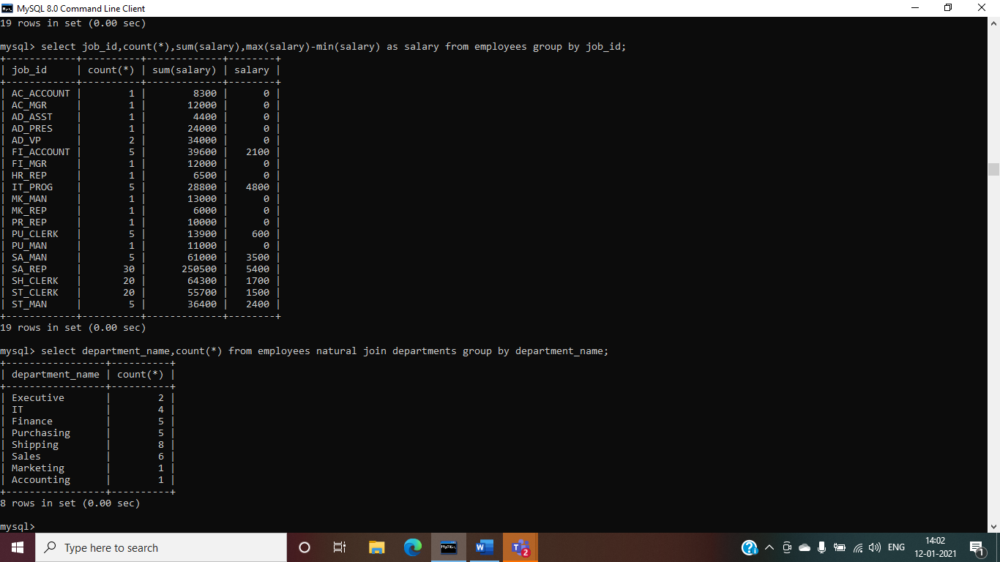 MySQL 8.0 Command Line Client
19 rows in set (0.00 sec)
mysql> select job_id,count(*),sum(salary),max(salary)-min(salary) as salary from employees group by job_id;
+------------+----------+-------------+--------+
| job_id     | count(*) | sum(salary) | salary |
+------------+----------+-------------+--------+
| AC_ACCOUNT |        1 |        8300 |      0 |
| AC_MGR     |        1 |       12000 |      0 |
| AD_ASST    |        1 |        4400 |      0 |
| AD_PRES    |        1 |       24000 |      0 |
| AD_VP      |        2 |       34000 |      0 |
| FI_ACCOUNT |        5 |       39600 |   2100 |
| FI_MGR     |        1 |       12000 |      0 |
| HR_REP     |        1 |        6500 |      0 |
| IT_PROG    |        5 |       28800 |   4800 |
| MK_MAN     |        1 |       13000 |      0 |
| MK_REP     |        1 |        6000 |      0 |
| PR_REP     |        1 |       10000 |      0 |
| PU_CLERK   |        5 |       13900 |    600 |
| PU_MAN     |        1 |       11000 |      0 |
| SA_MAN     |        5 |       61000 |   3500 |
| SA_REP     |       30 |      250500 |   5400 |
| SH_CLERK   |       20 |       64300 |   1700 |
| ST_CLERK   |       20 |       55700 |   1500 |
| ST_MAN     |        5 |       36400 |   2400 |
+------------+----------+-------------+--------+
19 rows in set (0.00 sec)
mysql> select department_name,count(*) from employees natural join departments group by department_name;
+-----------------+----------+
| department_name | count(*) |
+-----------------+----------+
| Executive       |        2 |
| IT              |        4 |
| Finance         |        5 |
| Purchasing      |        5 |
| Shipping        |        8 |
| Sales           |        6 |
| Marketing       |        1 |
| Accounting      |        1 |
+-----------------+----------+
8 rows in set (0.00 sec)
mysql>
Type here to search
ENG
14:02
12-01-2021